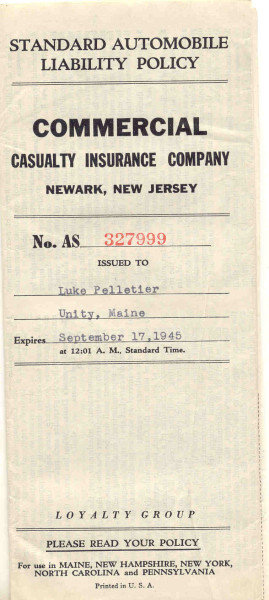 STANDARD AUTOMOBILE
LIABILITY POLICY
COMMERCIAL
CASUALTY INSURANCE COMPANY
NEWARK, NEW JERSEY
No. AS 327999
ISSUED TO
Luke Pelletier
Unity, Maine
Expires September 17,1945
at 12:01 A. M., Standard Time.
LOYALTY GROUP
PLEASE READ YOUR POLICY
For use in MAINE, NEW HAMPSHIRE, NEW YORK,
NORTH CAROLINA and PENNSYLVANIA
Printed in U. S. A.